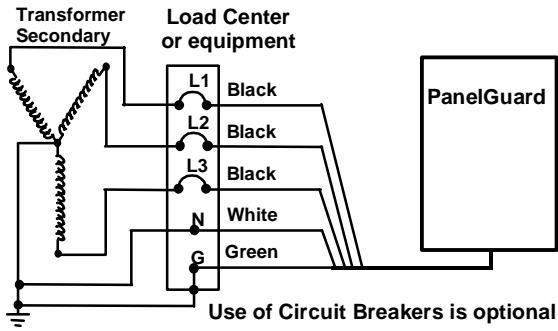 Transformer
Secondary
Load Center
or equipment
L1
Black
PanelGuard
L2
Black
L3
Black
N
White
G
Green
Use of Circuit Breakers is optional